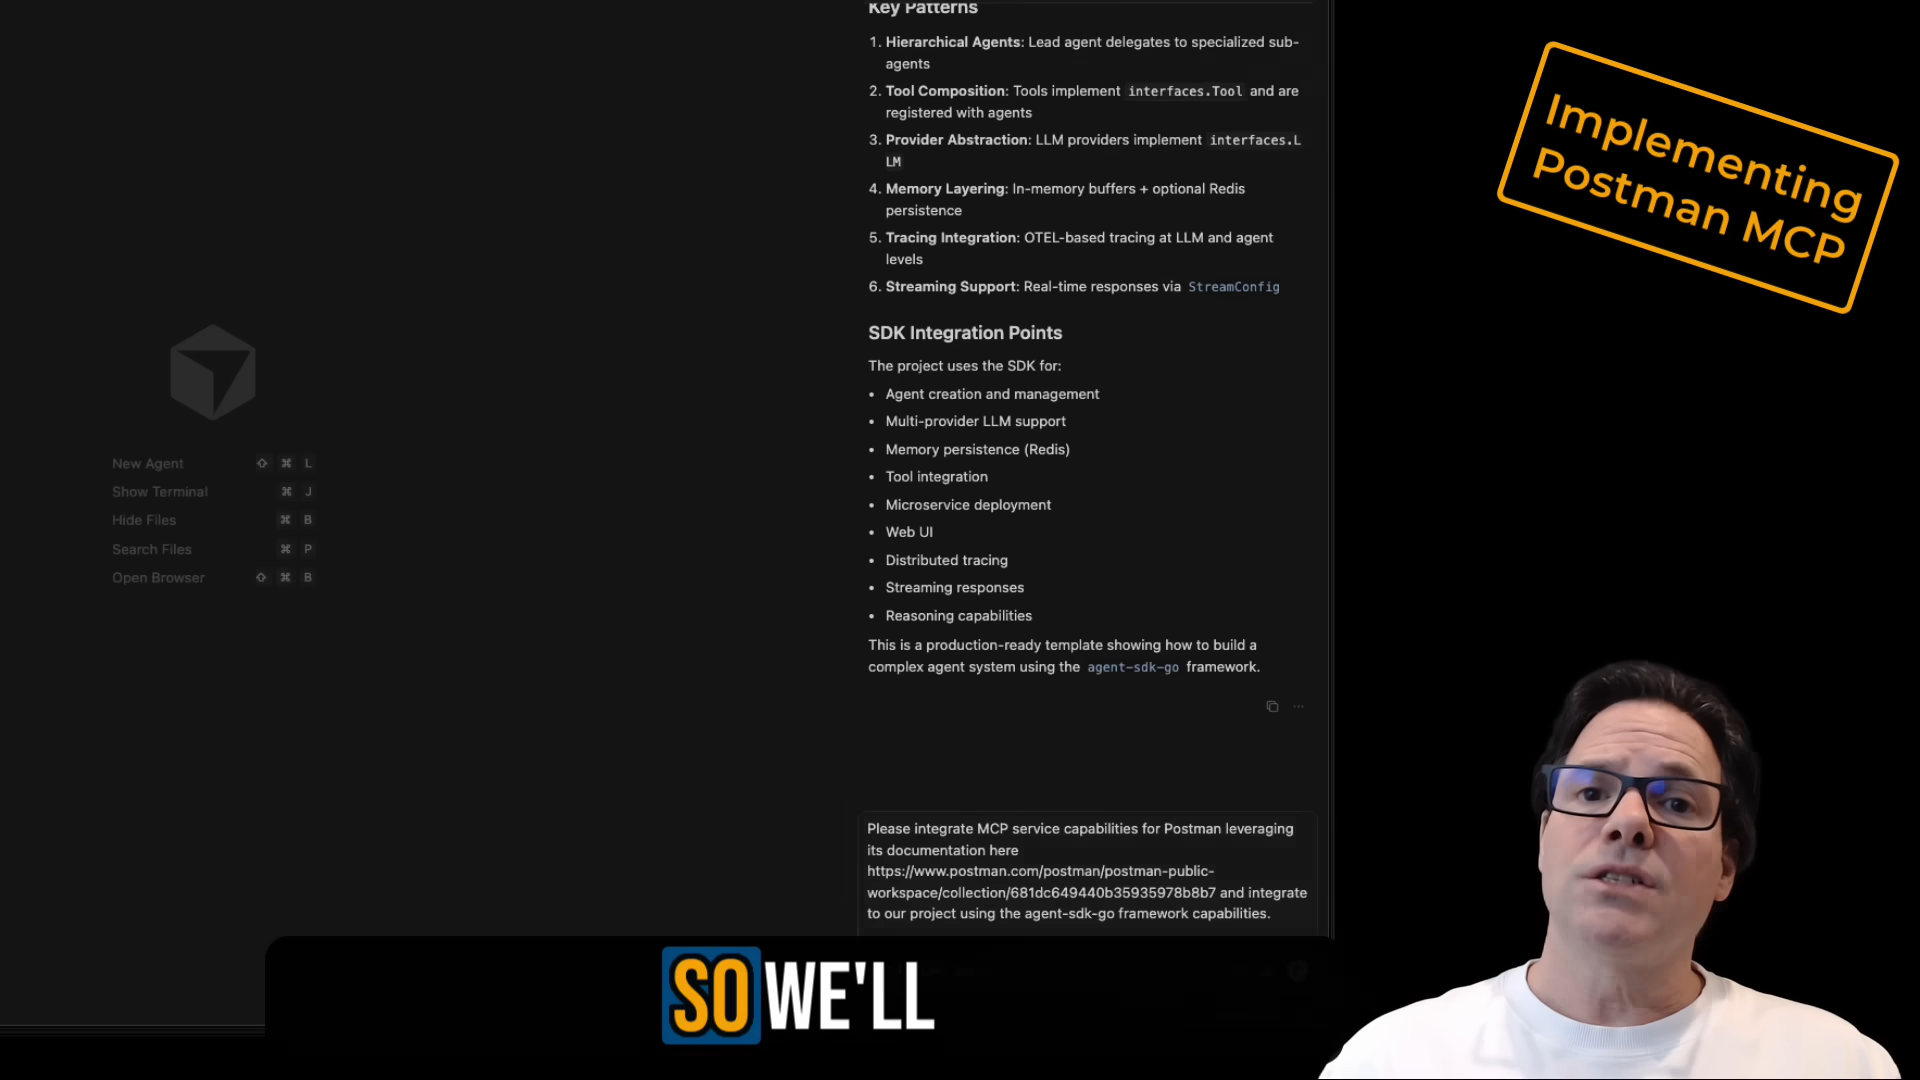 Key Patterns
1. Hierarchical Agents: Lead agent delegates to specialized sub-
agents
2. Tool Composition: Tools implement interfaces.Tool and are
registered with agents
3. Provider Abstraction: LLM providers implement interfaces.L
LM
4. Memory Layering: In-memory buffers + optional Redis
persistence
5. Tracing Integration: OTEL-based tracing at LLM and agent
levels
6. Streaming Support: Real-time responses via StreamConfig
SDK Integration Points
The project uses the SDK for:
• Agent creation and management
• Multi-provider LLM support
• Memory persistence (Redis)
• Tool integration
• Microservice deployment
• Web UI
• Distributed tracing
• Streaming responses
• Reasoning capabilities
This is a production-ready template showing how to build a
complex agent system using the agent-sdk-go framework.
New Agent ⇧ ⌘ L
Show Terminal ⌘ J
Hide Files ⌘ B
Search Files ⌘ P
Open Browser ⇧ ⌘ B
Please integrate MCP service capabilities for Postman leveraging
its documentation here
https://www.postman.com/postman/postman-public-
workspace/collection/681dc649440b35935978b8b7 and integrate
to our project using the agent-sdk-go framework capabilities.
Implementing
Postman MCP
SO WE'LL